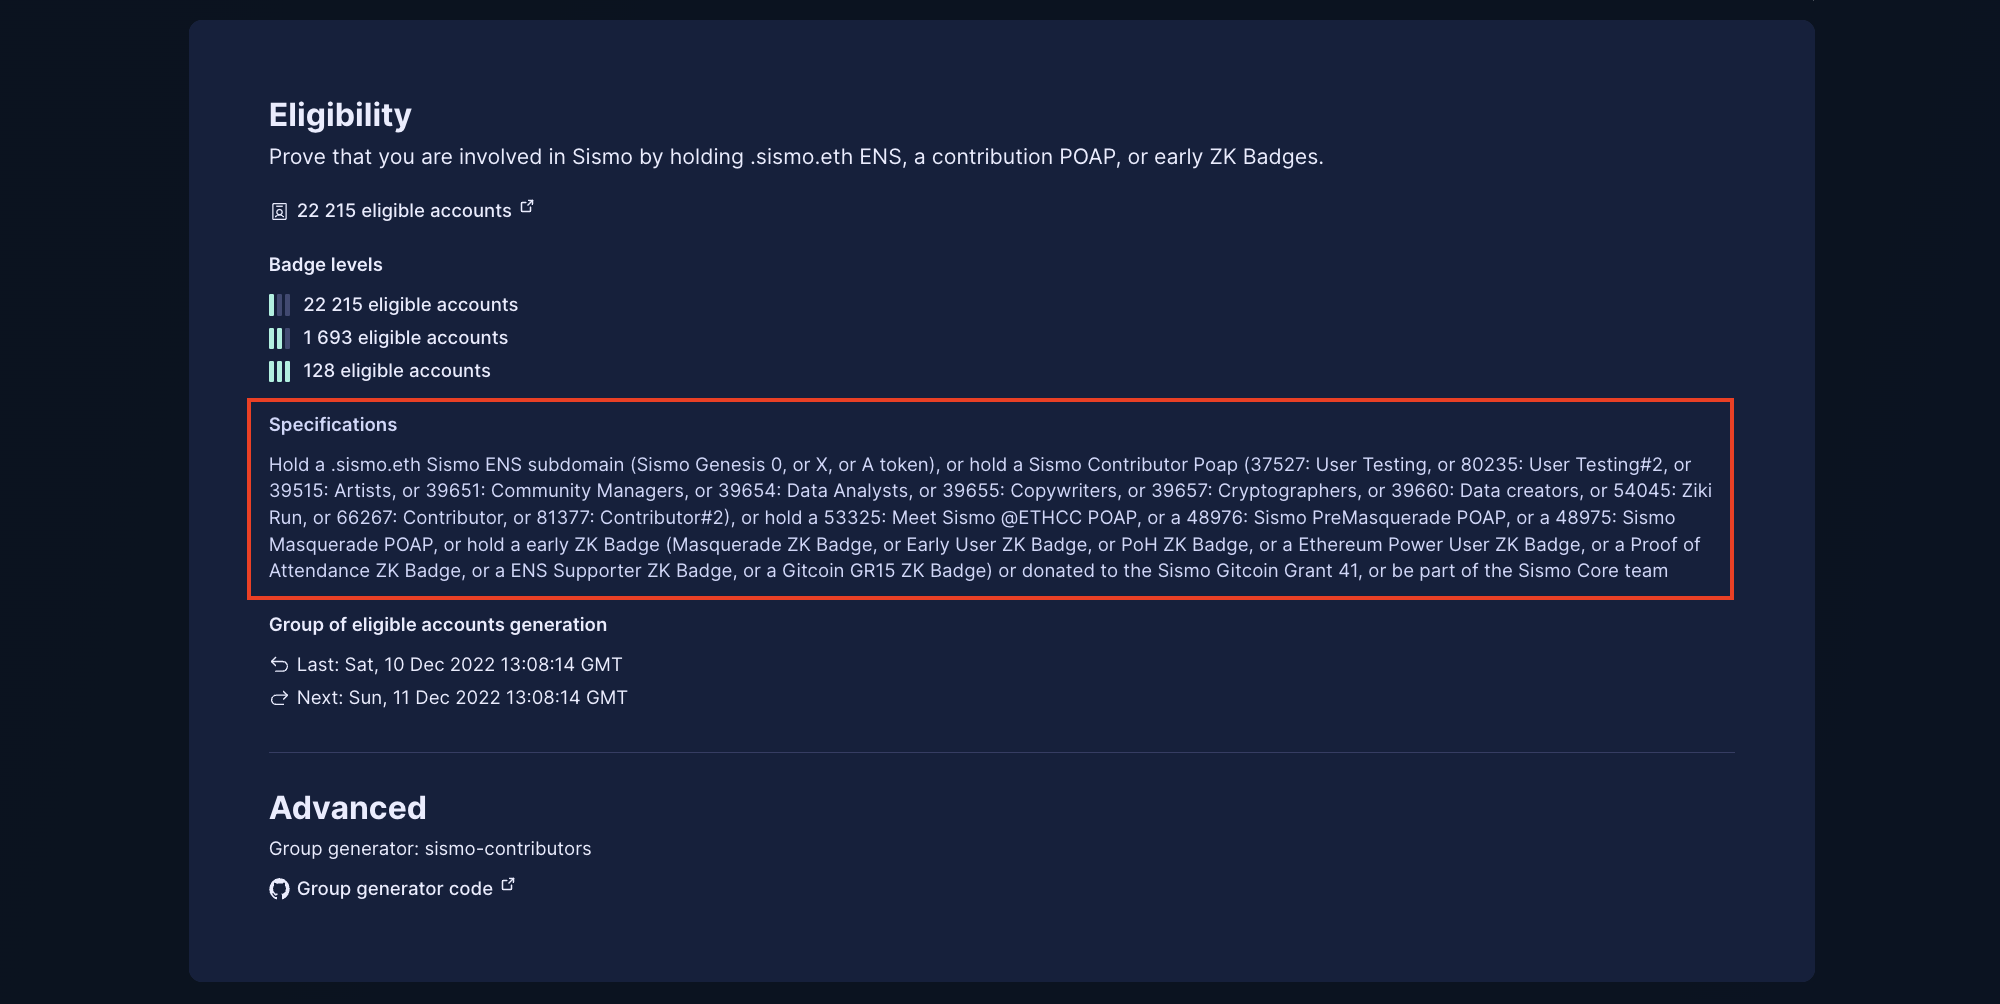 Eligibility
Prove that you are involved in Sismo by holding .sismo.eth ENS, a contribution POAP, or early ZK Badges.
22 215 eligible accounts
Badge levels
22 215 eligible accounts
1 693 eligible accounts
128 eligible accounts
Specifications
Hold a .sismo.eth Sismo ENS subdomain (Sismo Genesis 0, or X, or A token), or hold a Sismo Contributor Poap (37527: User Testing, or 80235: User Testing#2, or
39515: Artists, or 39651: Community Managers, or 39654: Data Analysts, or 39655: Copywriters, or 39657: Cryptographers, or 39660: Data creators, or 54045: Ziki
Run, or 66267: Contributor, or 81377: Contributor#2), or hold a 53325: Meet Sismo @ETHCC POAP, or a 48976: Sismo PreMasquerade POAP, or a 48975: Sismo
Masquerade POAP, or hold a early ZK Badge (Masquerade ZK Badge, or Early User ZK Badge, or PoH ZK Badge, or a Ethereum Power User ZK Badge, or a Proof of
Attendance ZK Badge, or a ENS Supporter ZK Badge, or a Gitcoin GR15 ZK Badge) or donated to the Sismo Gitcoin Grant 41, or be part of the Sismo Core team
Group of eligible accounts generation
Last: Sat, 10 Dec 2022 13:08:14 GMT
Next: Sun, 11 Dec 2022 13:08:14 GMT
Advanced
Group generator: sismo-contributors
Group generator code